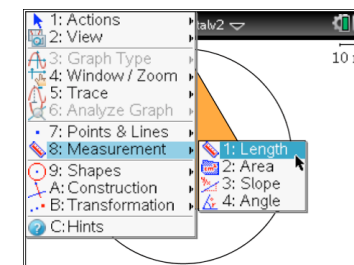 1: Actions
2: View
3: Graph Type
4: Window / Zoom
5: Trace
6: Analyze Graph
7: Points & Lines
8: Measurement
9: Shapes
A: Construction
B: Transformation
C: Hints
1: Length
2: Area
3: Slope
4: Angle
talv2
10